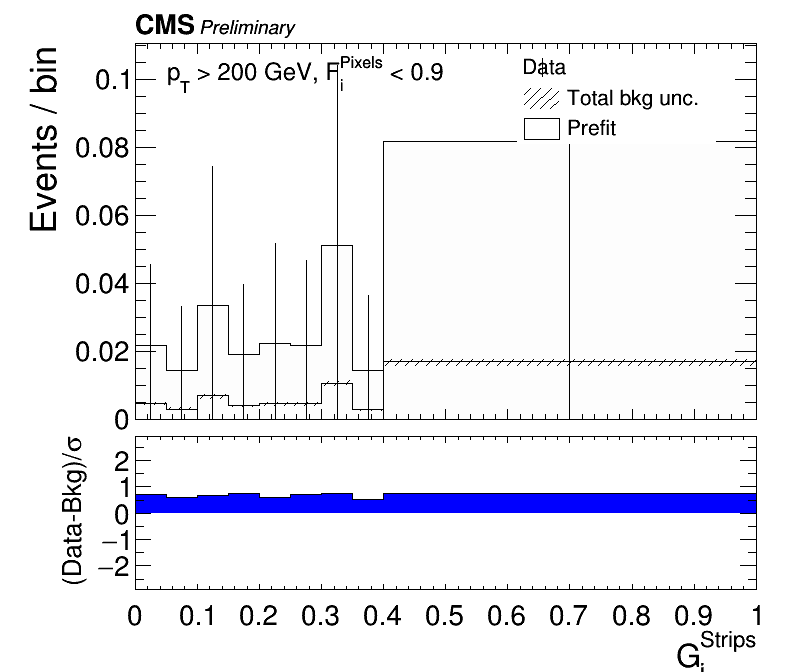 CMS Preliminary
p_T > 200 GeV, F_i^Pixels < 0.9
Data
Total bkg unc.
Prefit
Events / bin
0.1
0.08
0.06
0.04
0.02
0
(Data-Bkg)/σ
2
1
0
−1
−2
0 0.1 0.2 0.3 0.4 0.5 0.6 0.7 0.8 0.9 1
G_i^Strips